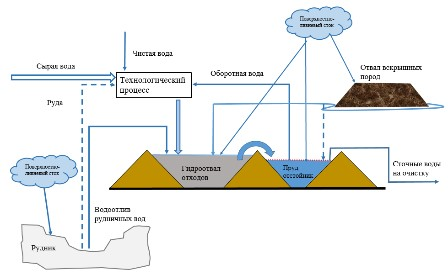 Поверхностно-
ливневый сток
Чистая вода
Сырая вода
Технологический
процесс
Оборотная вода
Отвал вскрышных
пород
Руда
Поверхностно-
ливневый сток
Гидроотвал
отходов
Пруд
отстойник
Сточные воды
на очистку
Водоотлив
рудничных вод
Рудник